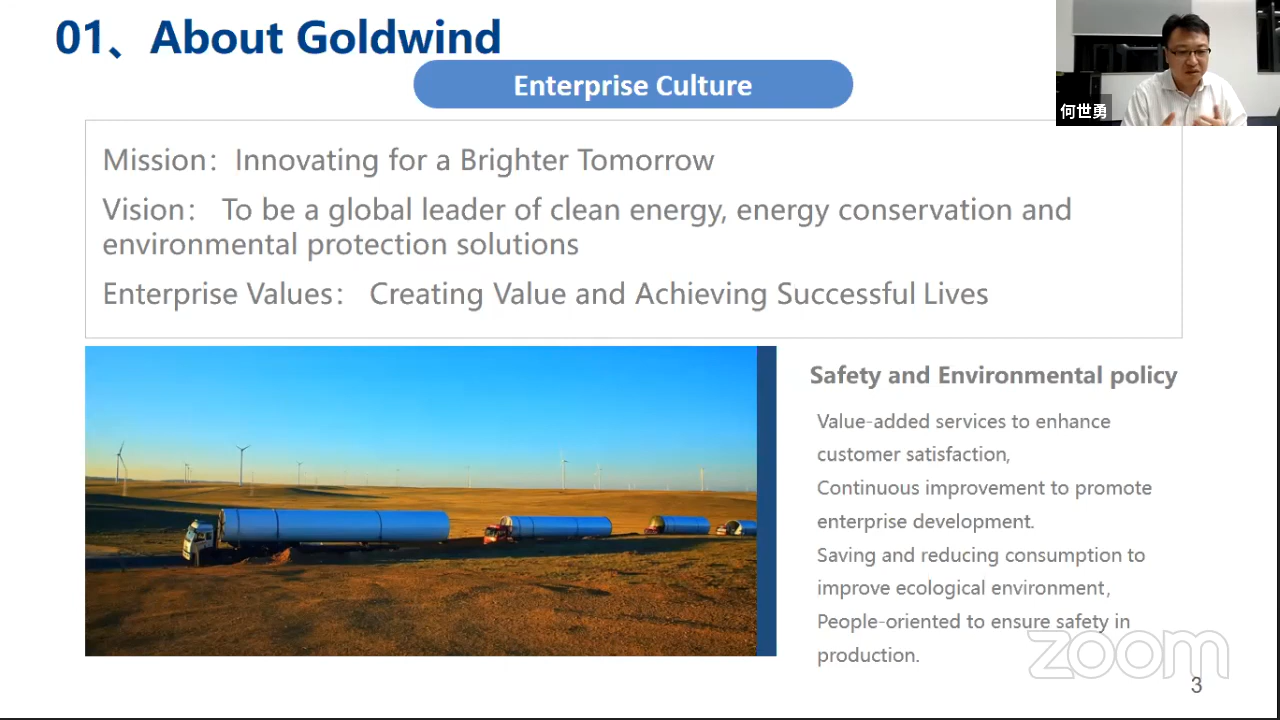 01、About Goldwind
Enterprise Culture
何世勇
Mission： Innovating for a Brighter Tomorrow
Vision： To be a global leader of clean energy, energy conservation and
environmental protection solutions
Enterprise Values： Creating Value and Achieving Successful Lives
Safety and Environmental policy
Value-added services to enhance
customer satisfaction,
Continuous improvement to promote
enterprise development.
Saving and reducing consumption to
improve ecological environment,
People-oriented to ensure safety in
production.
zoom
3